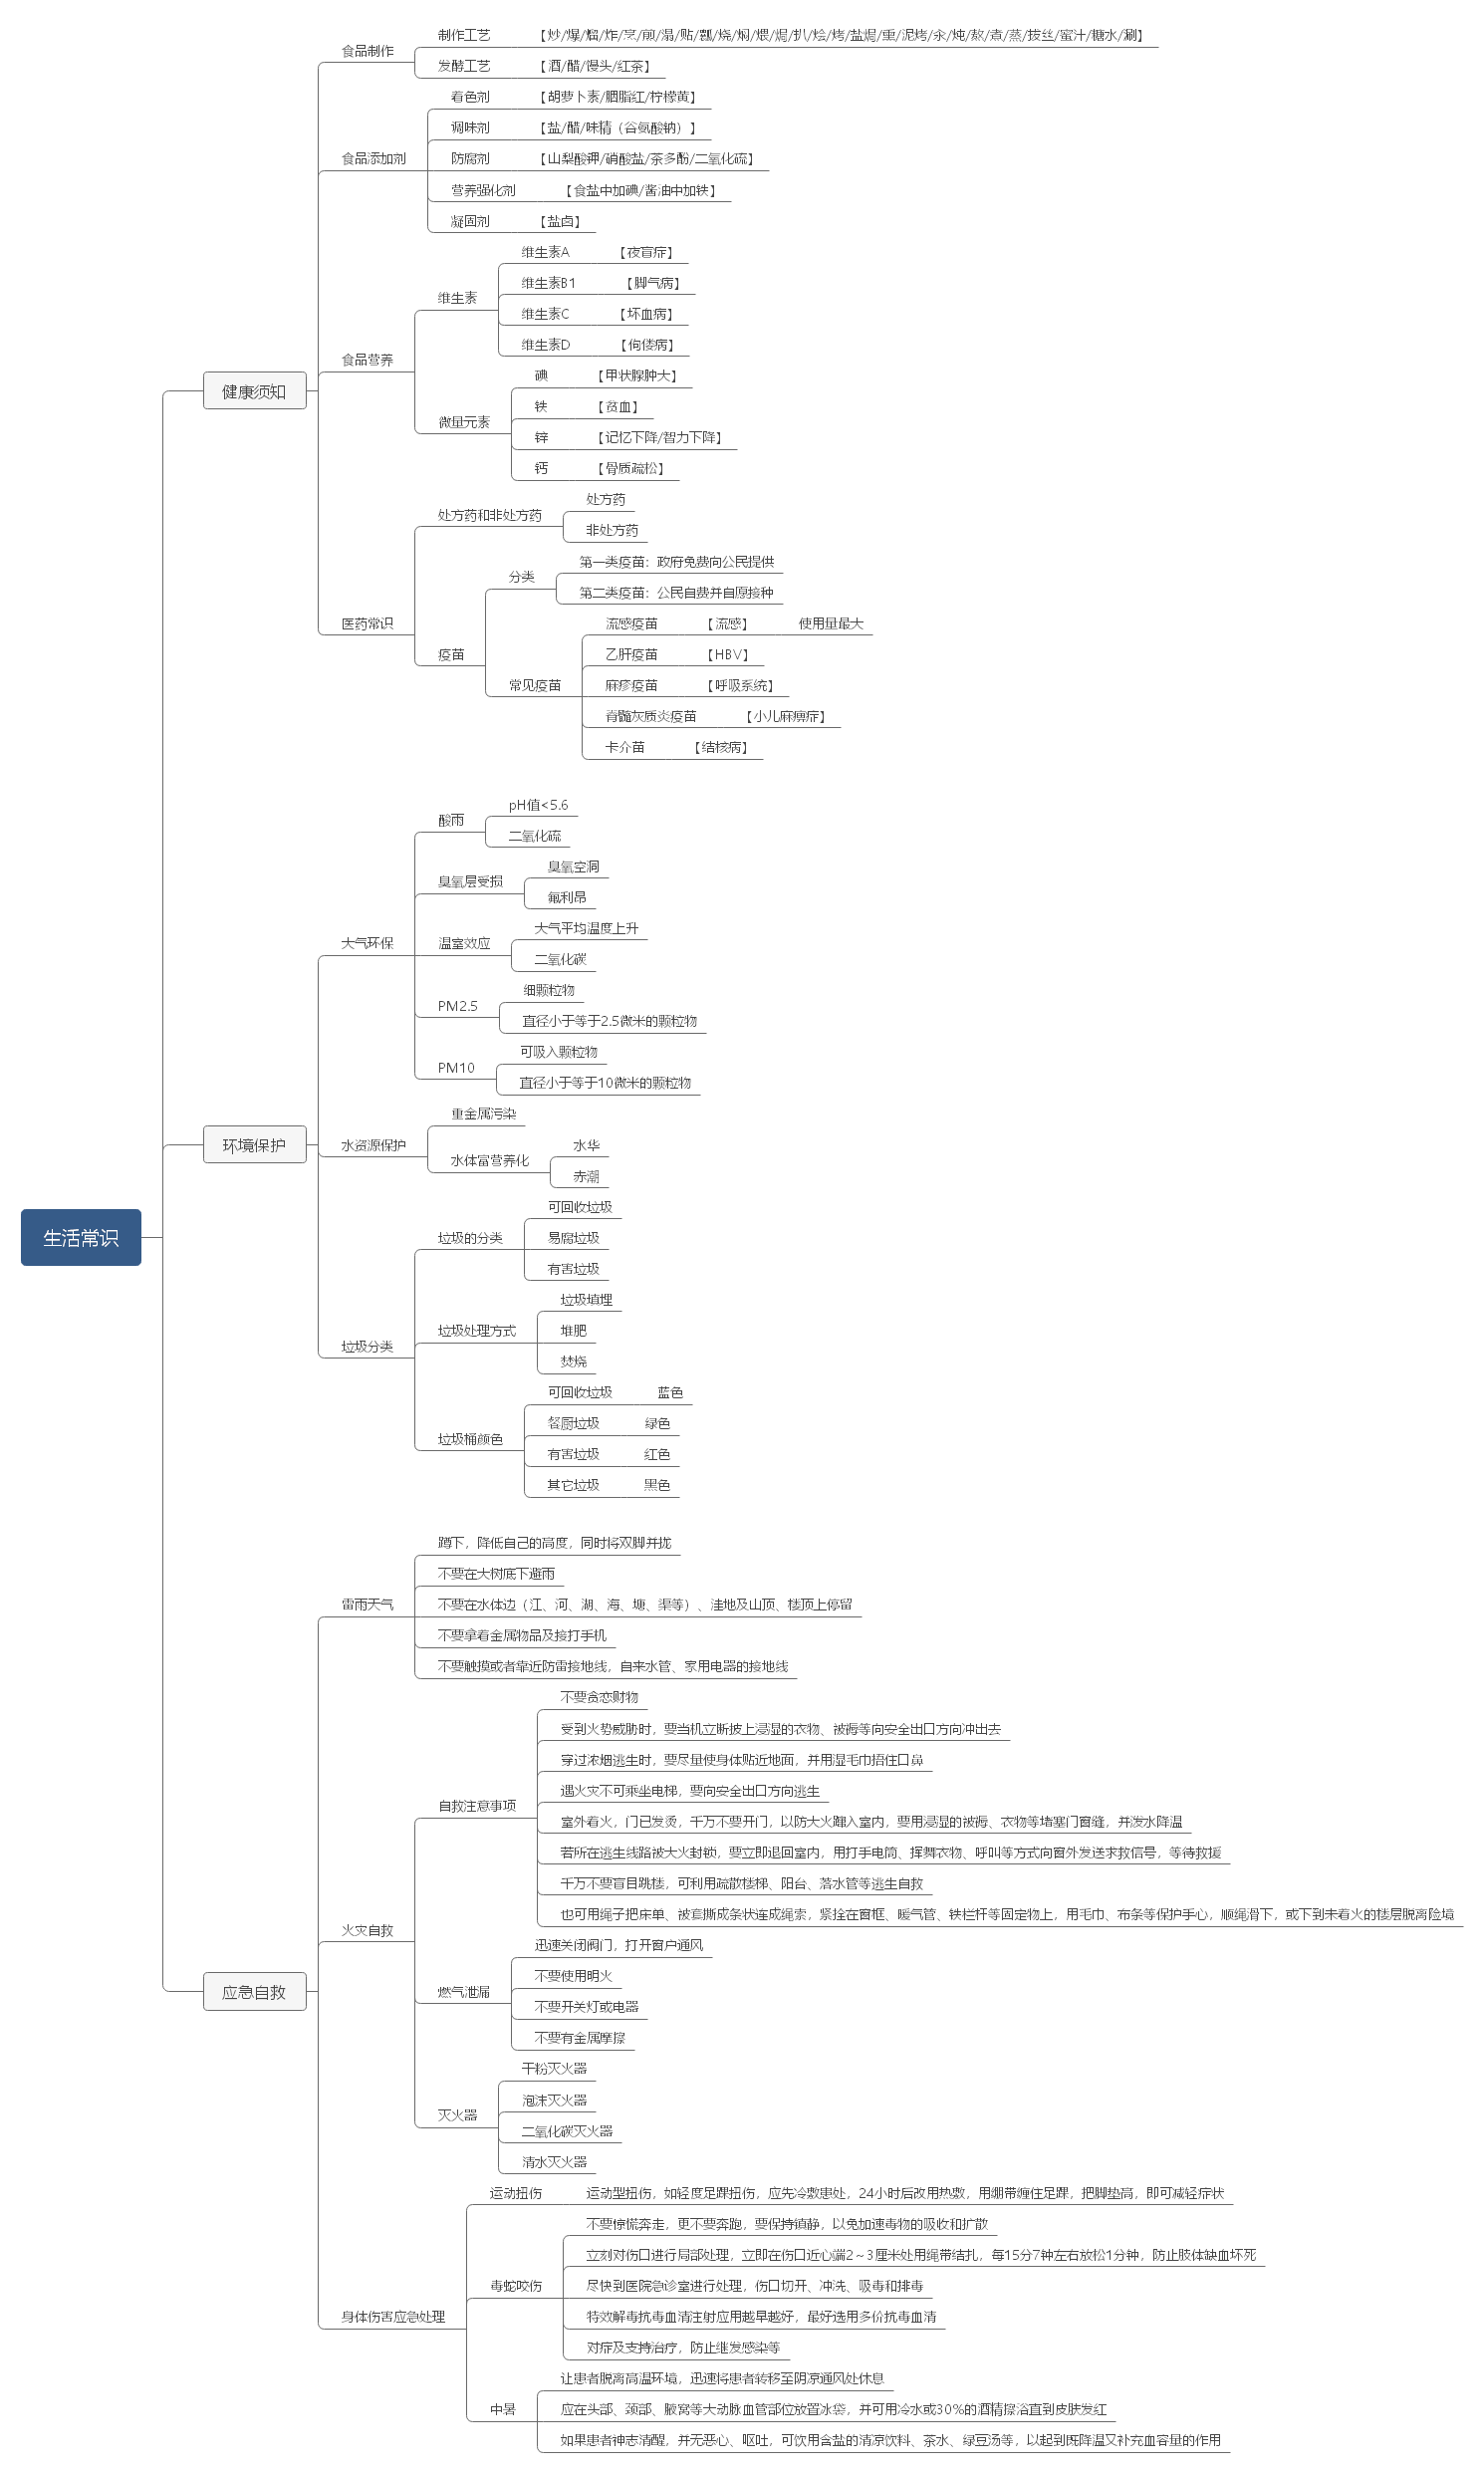 生活常识
健康须知
食品制作
制作工艺 【炒/爆/熘/炸/烹/煎/溻/贴/瓤/烧/焖/煨/焗/扒/烩/烤/盐焗/熏/泥烤/汆/炖/熬/煮/蒸/拔丝/蜜汁/糖水/涮】
发酵工艺 【酒/醋/馒头/红茶】
食品添加剂
着色剂 【胡萝卜素/胭脂红/柠檬黄】
调味剂 【盐/醋/味精（谷氨酸钠）】
防腐剂 【山梨酸钾/硝酸盐/茶多酚/二氧化硫】
营养强化剂 【食盐中加碘/酱油中加铁】
凝固剂 【盐卤】
食品营养
维生素
维生素A 【夜盲症】
维生素B1 【脚气病】
维生素C 【坏血病】
维生素D 【佝偻病】
微量元素
碘 【甲状腺肿大】
铁 【贫血】
锌 【记忆下降/智力下降】
钙 【骨质疏松】
医药常识
处方药和非处方药
处方药
非处方药
疫苗
分类
第一类疫苗：政府免费向公民提供
第二类疫苗：公民自费并自愿接种
常见疫苗
流感疫苗 【流感】 使用量最大
乙肝疫苗 【HBV】
麻疹疫苗 【呼吸系统】
脊髓灰质炎疫苗 【小儿麻痹症】
卡介苗 【结核病】
环境保护
大气环保
酸雨
pH值<5.6
二氧化硫
臭氧层受损
臭氧空洞
氟利昂
温室效应
大气平均温度上升
二氧化碳
PM2.5
细颗粒物
直径小于等于2.5微米的颗粒物
PM10
可吸入颗粒物
直径小于等于10微米的颗粒物
水资源保护
重金属污染
水体富营养化
水华
赤潮
垃圾分类
垃圾的分类
可回收垃圾
易腐垃圾
有害垃圾
垃圾处理方式
垃圾填埋
堆肥
焚烧
垃圾桶颜色
可回收垃圾 蓝色
餐厨垃圾 绿色
有害垃圾 红色
其它垃圾 黑色
应急自救
雷雨天气
蹲下，降低自己的高度，同时将双脚并拢
不要在大树底下避雨
不要在水体边（江、河、湖、海、塘、渠等）、洼地及山顶、楼顶上停留
不要拿着金属物品及接打手机
不要触摸或者靠近防雷接地线，自来水管、家用电器的接地线
火灾自救
自救注意事项
不要贪恋财物
受到火势威胁时，要当机立断披上浸湿的衣物、被褥等向安全出口方向冲出去
穿过浓烟逃生时，要尽量使身体贴近地面，并用湿毛巾捂住口鼻
遇火灾不可乘坐电梯，要向安全出口方向逃生
室外着火，门已发烫，千万不要开门，以防大火蹿入室内，要用浸湿的被褥、衣物等堵塞门窗缝，并泼水降温
若所在逃生线路被大火封锁，要立即退回室内，用打手电筒、挥舞衣物、呼叫等方式向窗外发送求救信号，等待救援
千万不要盲目跳楼，可利用疏散楼梯、阳台、落水管等逃生自救
也可用绳子把床单、被套撕成条状连成绳索，紧拴在窗框、暖气管、铁栏杆等固定物上，用毛巾、布条等保护手心，顺绳滑下，或下到未着火的楼层脱离险境
燃气泄漏
迅速关闭阀门，打开窗户通风
不要使用明火
不要开关灯或电器
不要有金属摩擦
灭火器
干粉灭火器
泡沫灭火器
二氧化碳灭火器
清水灭火器
身体伤害应急处理
运动扭伤 运动型扭伤，如轻度足踝扭伤，应先冷敷患处，24小时后改用热敷，用绷带缠住足踝，把脚垫高，即可减轻症状
毒蛇咬伤
不要惊慌奔走，更不要奔跑，要保持镇静，以免加速毒物的吸收和扩散
立刻对伤口进行局部处理，立即在伤口近心端2～3厘米处用绳带结扎，每15分7钟左右放松1分钟，防止肢体缺血坏死
尽快到医院急诊室进行处理，伤口切开、冲洗、吸毒和排毒
特效解毒抗毒血清注射应用越早越好，最好选用多价抗毒血清
对症及支持治疗，防止继发感染等
中暑
让患者脱离高温环境，迅速将患者转移至阴凉通风处休息
应在头部、颈部、腋窝等大动脉血管部位放置冰袋，并可用冷水或30%的酒精擦浴直到皮肤发红
如果患者神志清醒，并无恶心、呕吐，可饮用含盐的清凉饮料、茶水、绿豆汤等，以起到既降温又补充血容量的作用